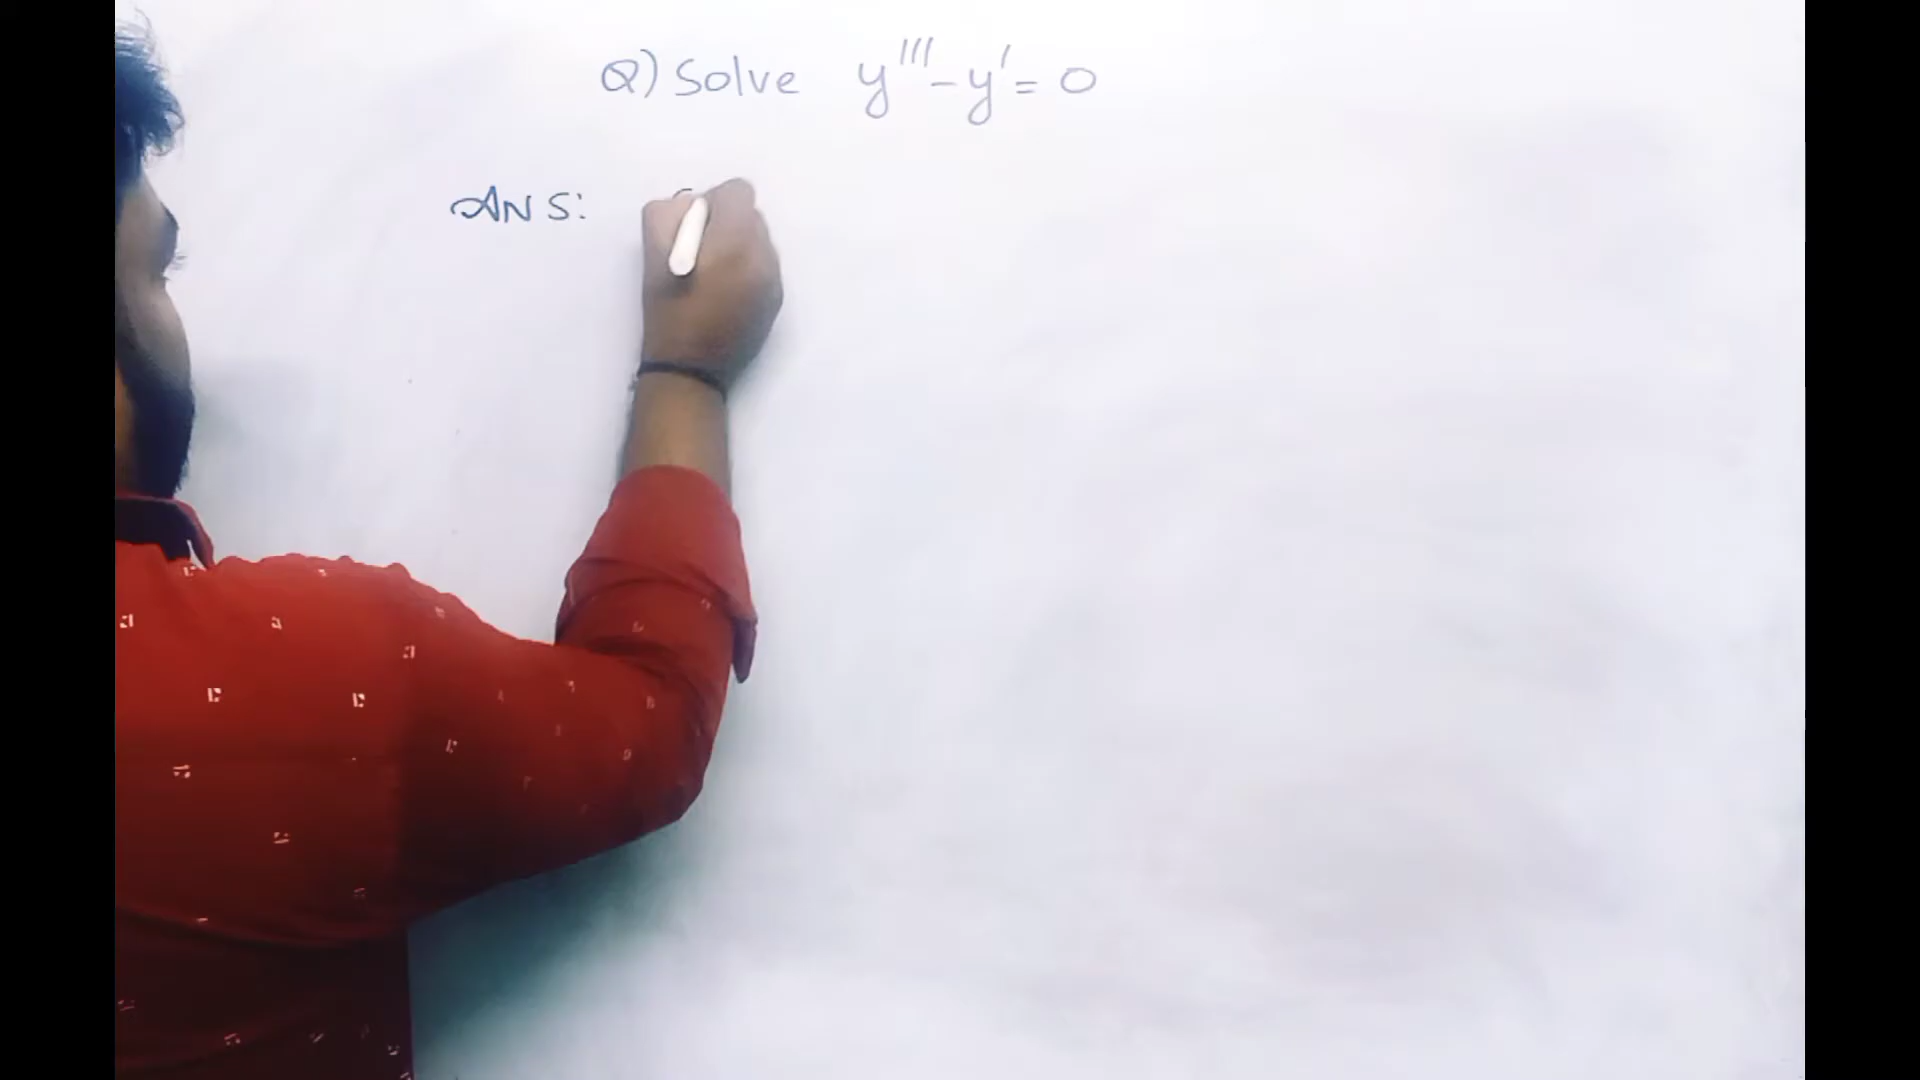 Q) Solve y''' - y' = 0
ANS: